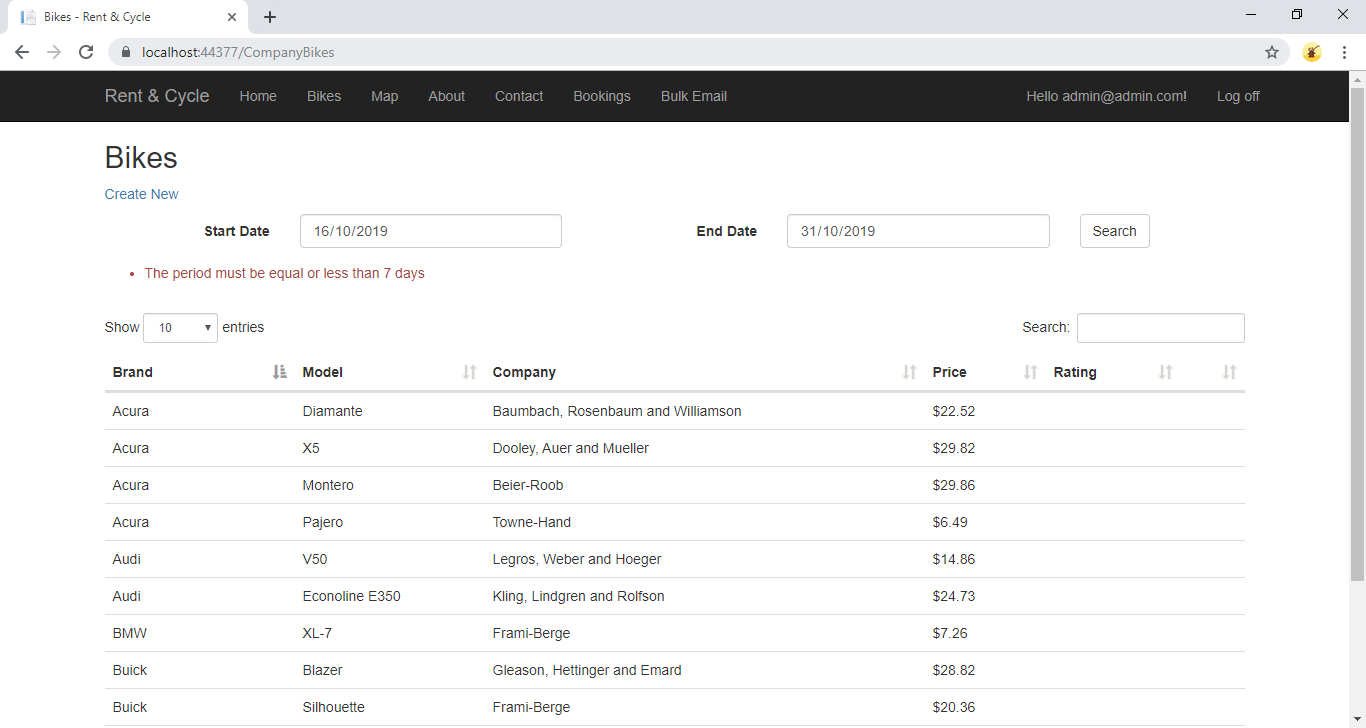 Bikes - Rent & Cycle
localhost:44377/CompanyBikes
Rent & Cycle Home Bikes Map About Contact Bookings Bulk Email Hello admin@admin.com! Log off
Bikes
Create New
Start Date 16/10/2019 End Date 31/10/2019 Search
The period must be equal or less than 7 days
Show 10 entries Search:
Brand Model Company Price Rating
Acura Diamante Baumbach, Rosenbaum and Williamson $22.52
Acura X5 Dooley, Auer and Mueller $29.82
Acura Montero Beier-Roob $29.86
Acura Pajero Towne-Hand $6.49
Audi V50 Legros, Weber and Hoeger $14.86
Audi Econoline E350 Kling, Lindgren and Rolfson $24.73
BMW XL-7 Frami-Berge $7.26
Buick Blazer Gleason, Hettinger and Emard $28.82
Buick Silhouette Frami-Berge $20.36